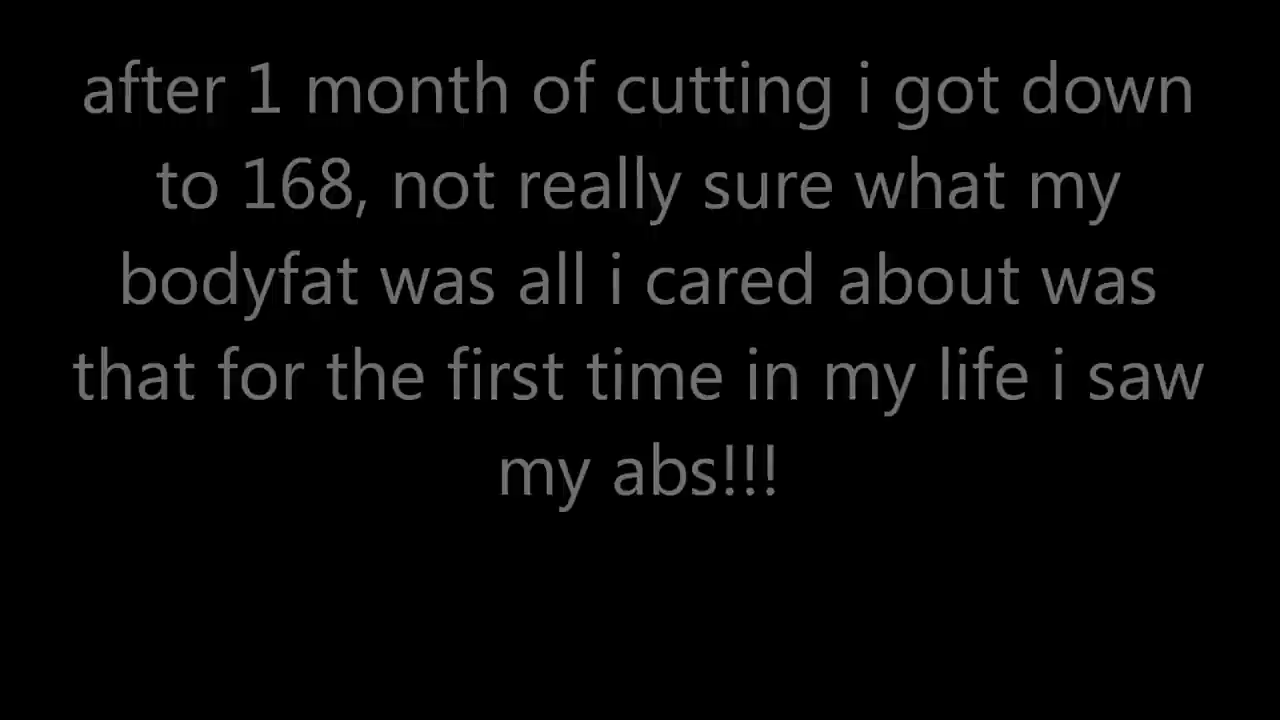 after 1 month of cutting i got down
to 168, not really sure what my
bodyfat was all i cared about was
that for the first time in my life i saw
my abs!!!